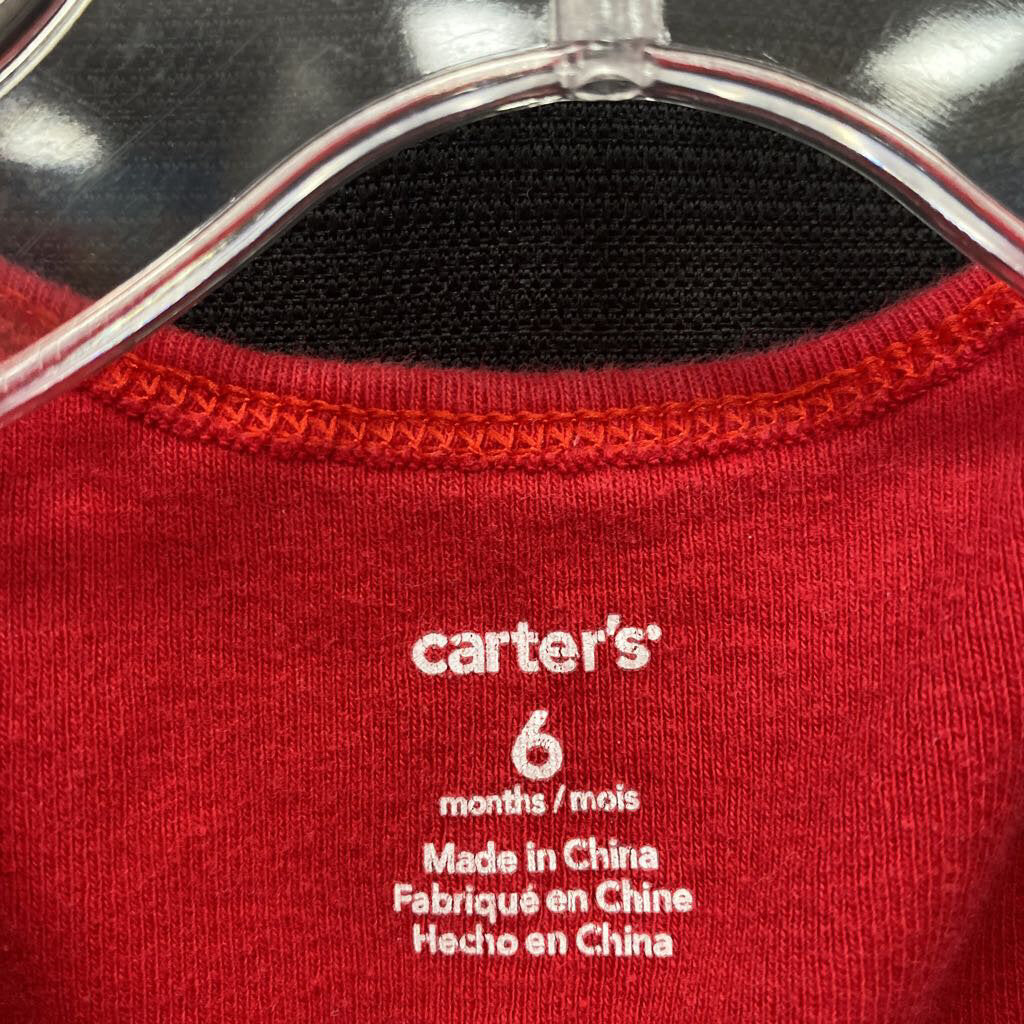 carter's
6
months / mois
Made in China
Fabriqué en Chine
Hecho en China